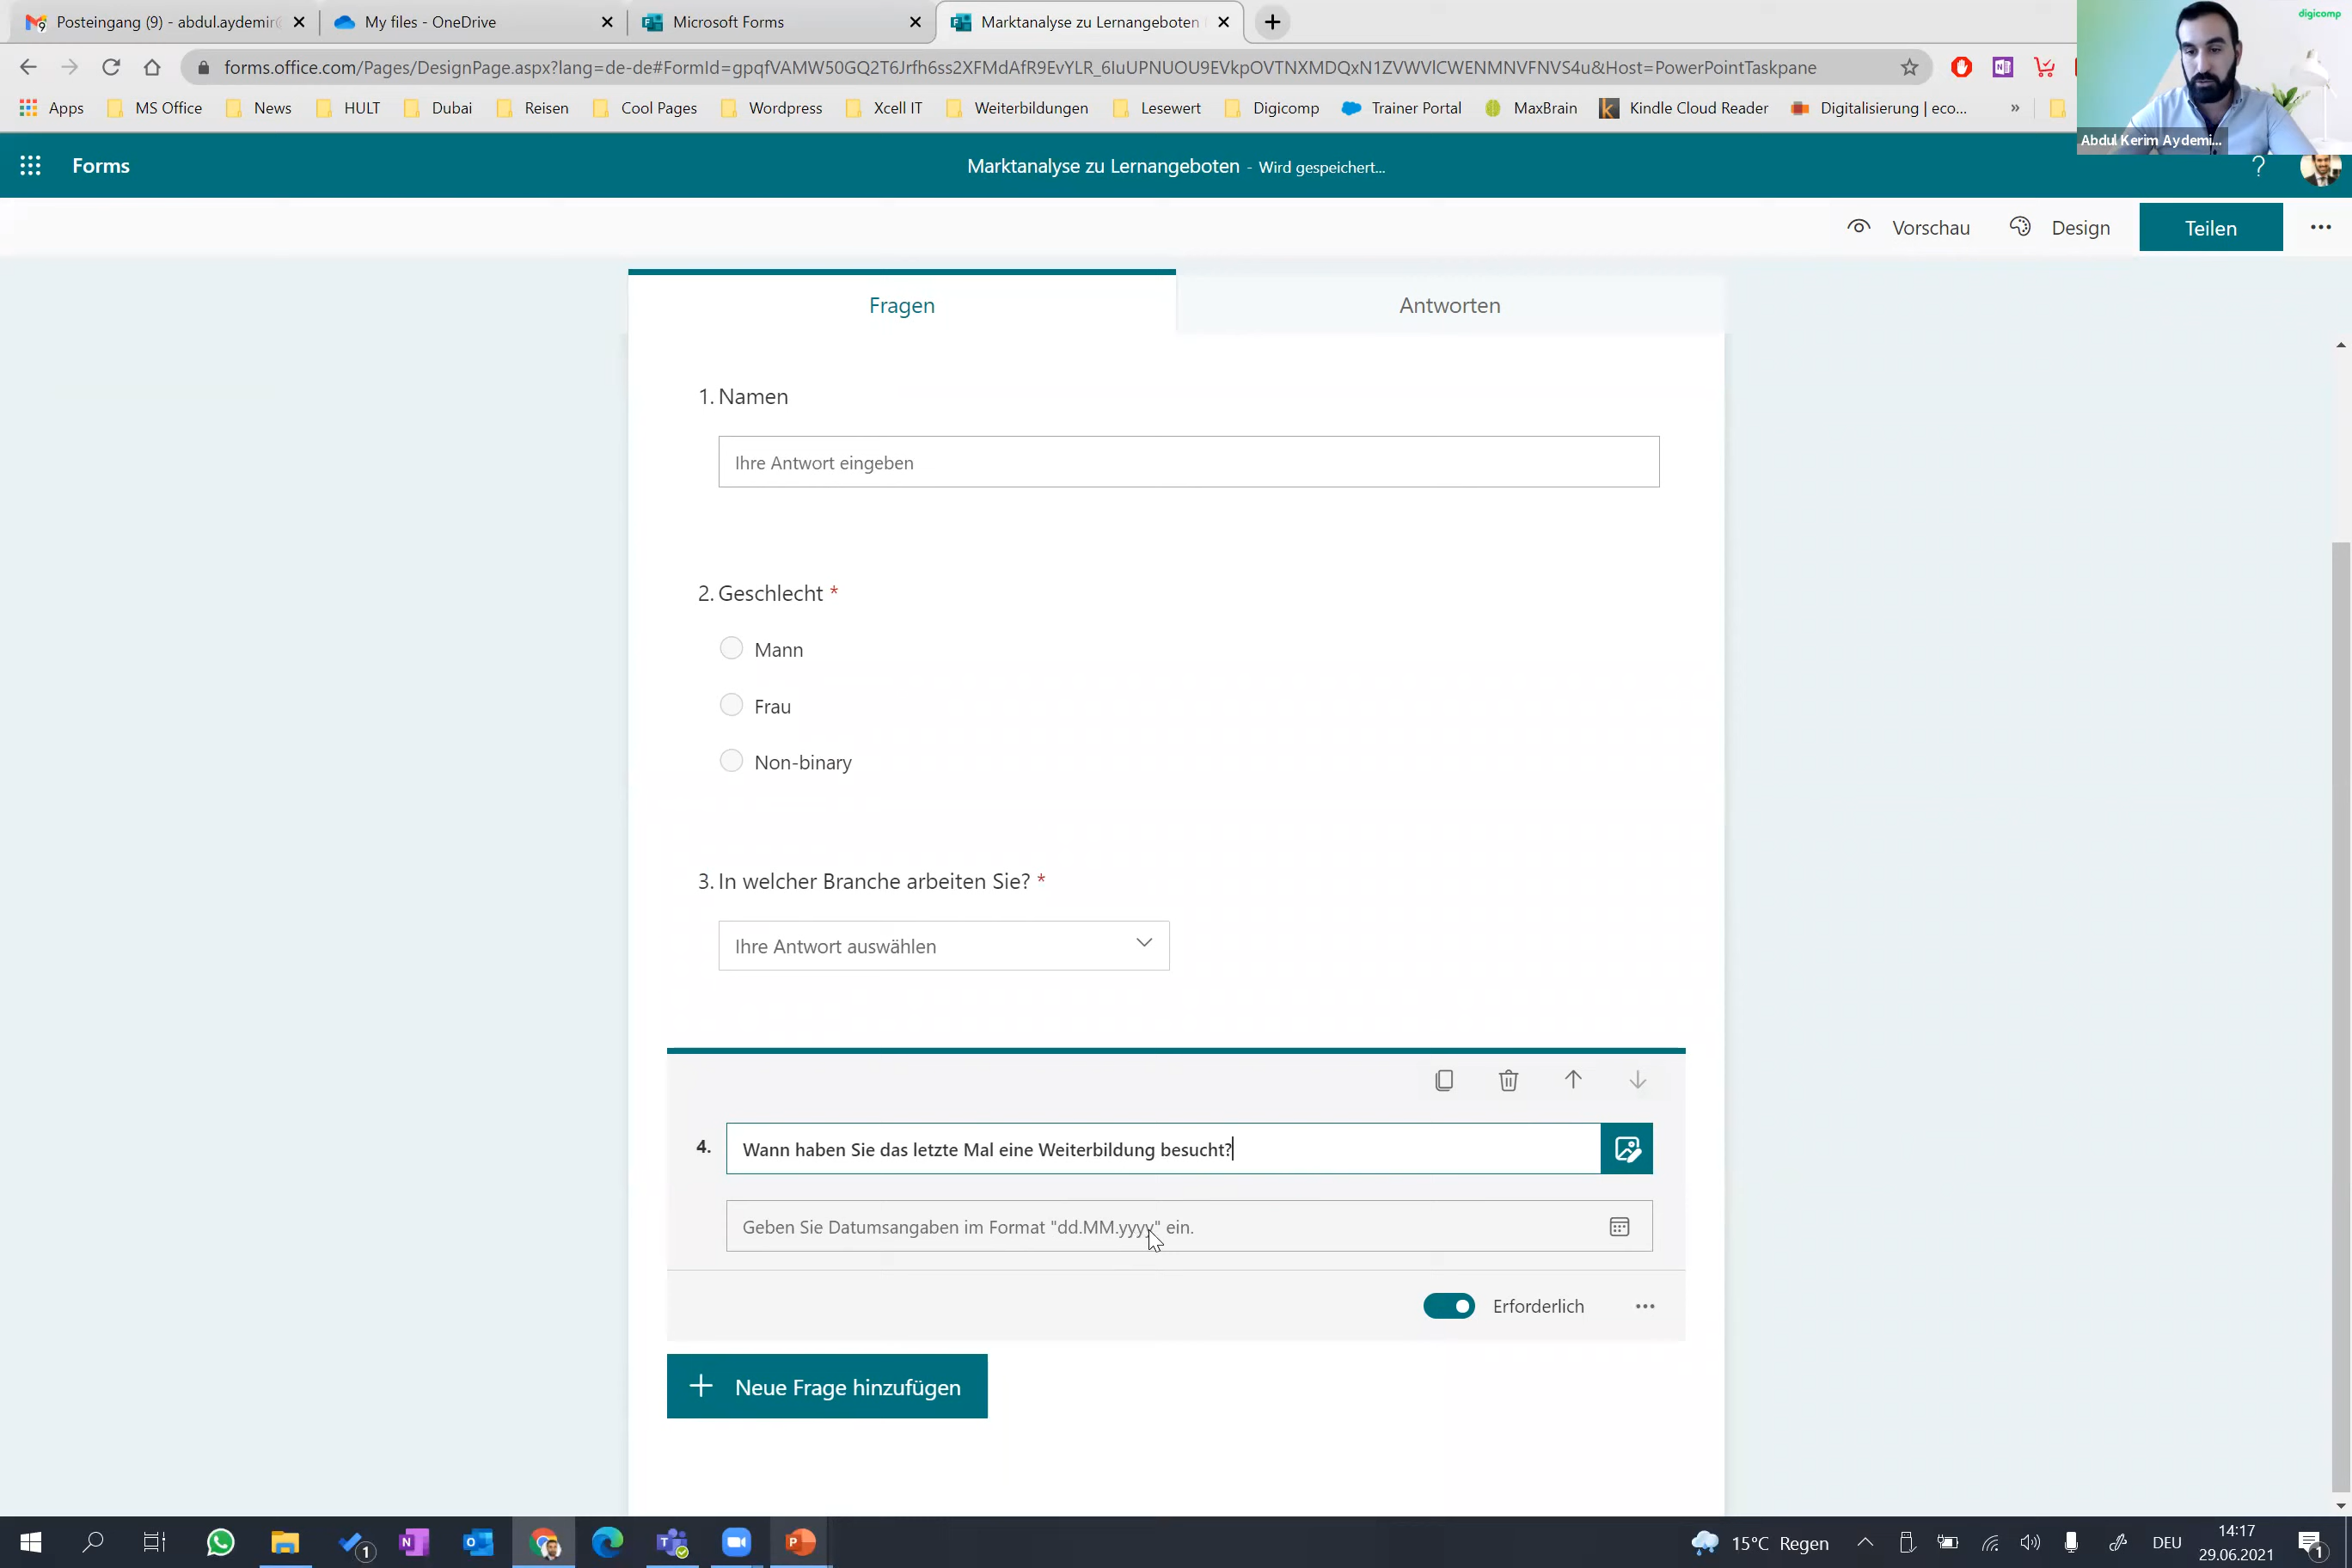 Posteingang (9) - abdul.aydemir@
My files - OneDrive
Microsoft Forms
Marktanalyse zu Lernangeboten
digicomp
forms.office.com/Pages/DesignPage.aspx?lang=de-de#FormId=gpqfVAMW50GQ2T6Jrfh6ss2XFMdAfR9EvYLR_6IuUPNUOU9EVkpOVTNXMDQxN1ZVWVlCWENMNVFNVS4u&Host=PowerPointTaskpane
Apps
MS Office
News
HULT
Dubai
Reisen
Cool Pages
Wordpress
Xcell IT
Weiterbildungen
Lesewert
Digicomp
Trainer Portal
MaxBrain
Kindle Cloud Reader
Digitalisierung | eco...
»
Abdul Kerim Aydemi...
Forms
Marktanalyse zu Lernangeboten - Wird gespeichert...
?
Vorschau
Design
Teilen
Fragen
Antworten
1. Namen
Ihre Antwort eingeben
2. Geschlecht *
Mann
Frau
Non-binary
3. In welcher Branche arbeiten Sie? *
Ihre Antwort auswählen
4. Wann haben Sie das letzte Mal eine Weiterbildung besucht?
Geben Sie Datumsangaben im Format "dd.MM.yyyy" ein.
Erforderlich
Neue Frage hinzufügen
15°C Regen
DEU
14:17
29.06.2021